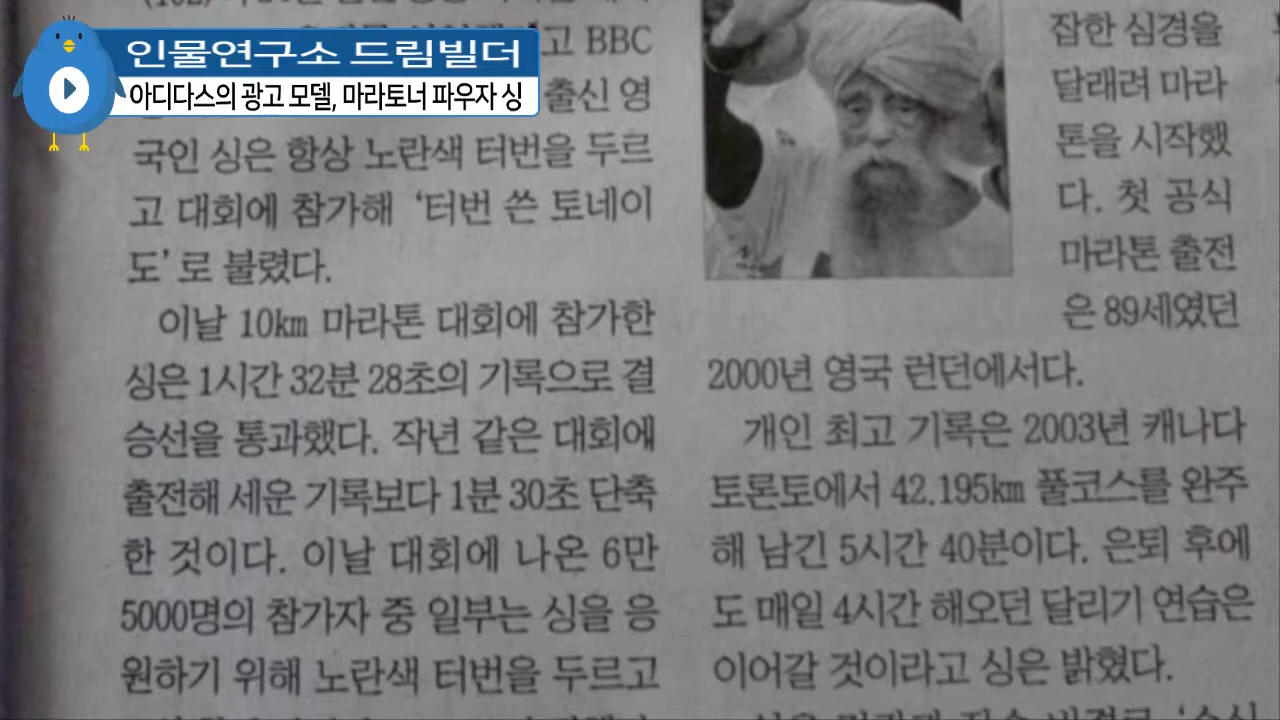 인물연구소 드림빌더
아디다스의 광고 모델, 마라토너 파우자 싱
고 BBC
출신 영
국인 싱은 항상 노란색 터번을 두르
고 대회에 참가해 ‘터번 쓴 토네이
도’로 불렸다.
이날 10㎞ 마라톤 대회에 참가한
싱은 1시간 32분 28초의 기록으로 결
승선을 통과했다. 작년 같은 대회에
출전해 세운 기록보다 1분 30초 단축
한 것이다. 이날 대회에 나온 6만
5000명의 참가자 중 일부는 싱을 응
원하기 위해 노란색 터번을 두르고
잡한 심경을
달래려 마라
톤을 시작했
다. 첫 공식
마라톤 출전
은 89세였던
2000년 영국 런던에서다.
개인 최고 기록은 2003년 캐나다
토론토에서 42.195㎞ 풀코스를 완주
해 남긴 5시간 40분이다. 은퇴 후에
도 매일 4시간 해오던 달리기 연습은
이어갈 것이라고 싱은 밝혔다.